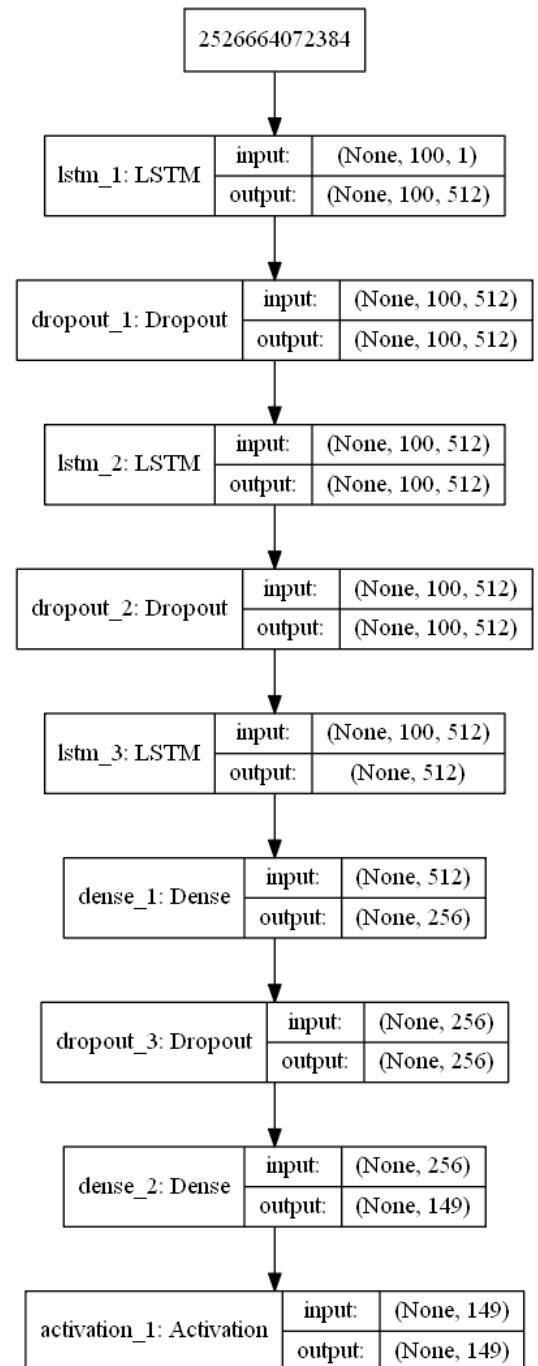 2526664072384
lstm_1: LSTM
input: (None, 100, 1)
output: (None, 100, 512)
dropout_1: Dropout
input: (None, 100, 512)
output: (None, 100, 512)
lstm_2: LSTM
input: (None, 100, 512)
output: (None, 100, 512)
dropout_2: Dropout
input: (None, 100, 512)
output: (None, 100, 512)
lstm_3: LSTM
input: (None, 100, 512)
output: (None, 512)
dense_1: Dense
input: (None, 512)
output: (None, 256)
dropout_3: Dropout
input: (None, 256)
output: (None, 256)
dense_2: Dense
input: (None, 256)
output: (None, 149)
activation_1: Activation
input: (None, 149)
output: (None, 149)